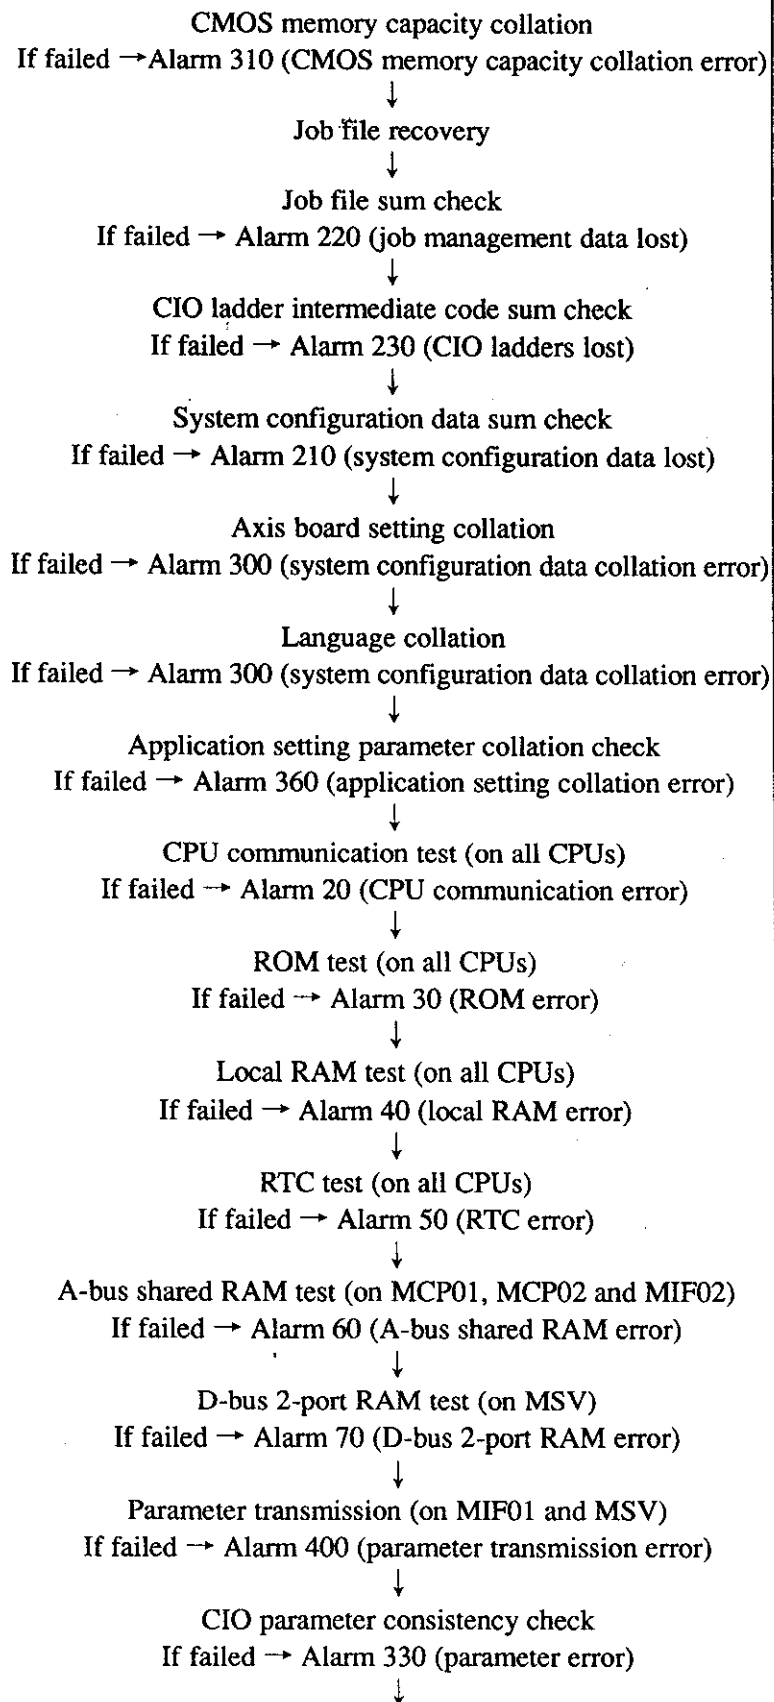 CMOS memory capacity collation
If failed →Alarm 310 (CMOS memory capacity collation error)
↓
Job file recovery
↓
Job file sum check
If failed → Alarm 220 (job management data lost)
↓
CIO ladder intermediate code sum check
If failed → Alarm 230 (CIO ladders lost)
↓
System configuration data sum check
If failed → Alarm 210 (system configuration data lost)
↓
Axis board setting collation
If failed → Alarm 300 (system configuration data collation error)
↓
Language collation
If failed → Alarm 300 (system configuration data collation error)
↓
Application setting parameter collation check
If failed → Alarm 360 (application setting collation error)
↓
CPU communication test (on all CPUs)
If failed → Alarm 20 (CPU communication error)
↓
ROM test (on all CPUs)
If failed → Alarm 30 (ROM error)
↓
Local RAM test (on all CPUs)
If failed → Alarm 40 (local RAM error)
↓
RTC test (on all CPUs)
If failed → Alarm 50 (RTC error)
↓
A-bus shared RAM test (on MCP01, MCP02 and MIF02)
If failed → Alarm 60 (A-bus shared RAM error)
↓
D-bus 2-port RAM test (on MSV)
If failed → Alarm 70 (D-bus 2-port RAM error)
↓
Parameter transmission (on MIF01 and MSV)
If failed → Alarm 400 (parameter transmission error)
↓
CIO parameter consistency check
If failed → Alarm 330 (parameter error)
↓